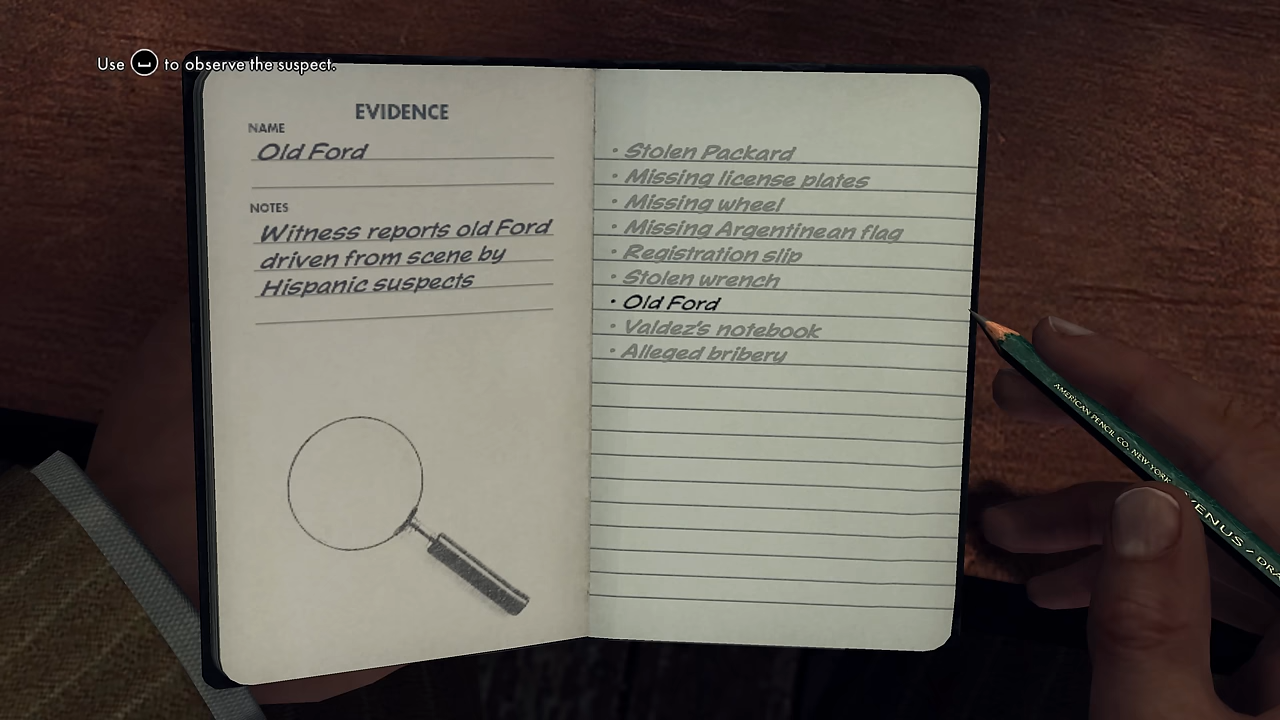 Use to observe the suspect.
EVIDENCE
NAME
Old Ford
NOTES
Witness reports old Ford
driven from scene by
Hispanic suspects
• Stolen Packard
• Missing license plates
• Missing wheel
• Missing Argentinean flag
• Registration slip
• Stolen wrench
• Old Ford
• Valdez's notebook
• Alleged bribery
AMERICAN PENCIL CO. NEW YORK
VENUS / DRA